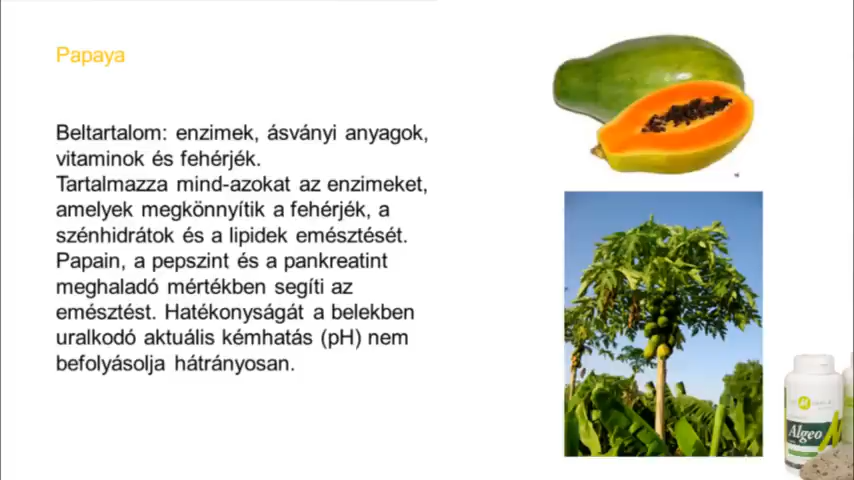 Papaya
Beltartalom: enzimek, ásványi anyagok,
vitaminok és fehérjék.
Tartalmazza mind-azokat az enzimeket,
amelyek megkönnyítik a fehérjék, a
szénhidrátok és a lipidek emésztését.
Papain, a pepszint és a pankreatint
meghaladó mértékben segíti az
emésztést. Hatékonyságát a belekben
uralkodó aktuális kémhatás (pH) nem
befolyásolja hátrányosan.
Algeo